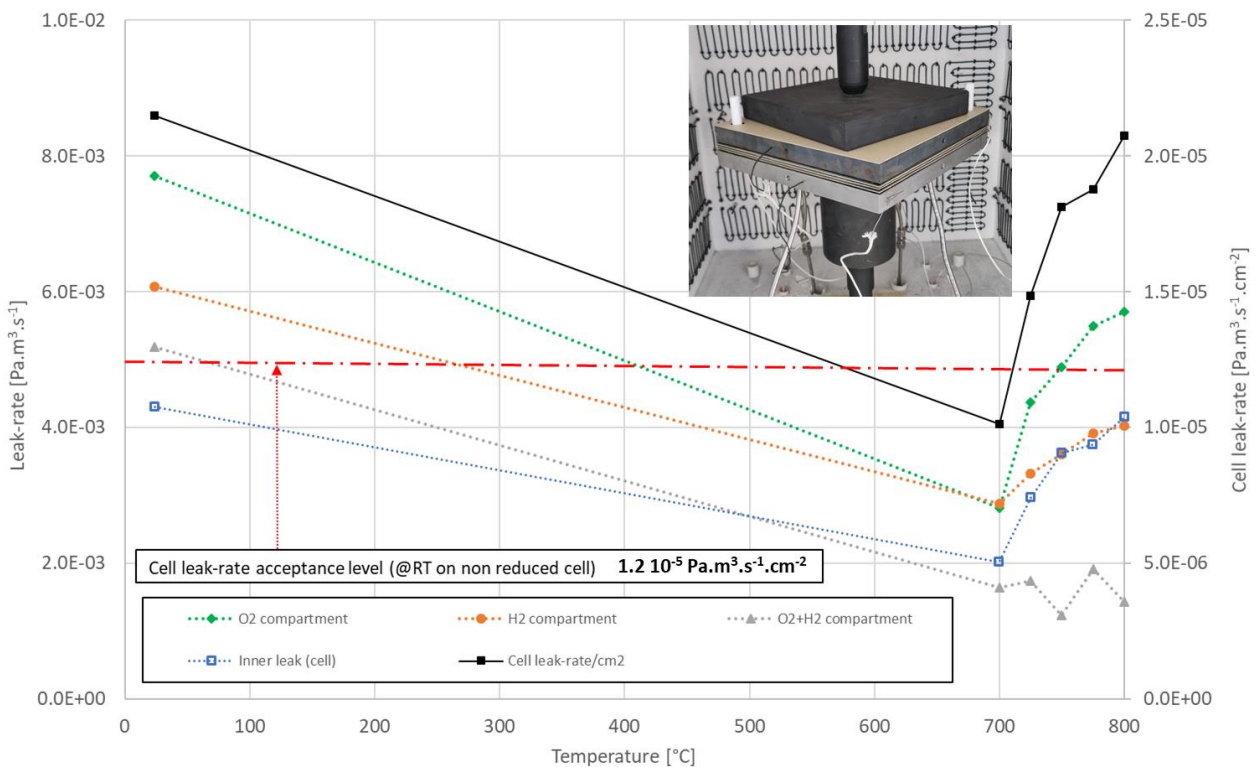 1.0E-02
8.0E-03
6.0E-03
4.0E-03
2.0E-03
0.0E+00
Leak-rate [Pa.m³.s⁻¹]
2.5E-05
2.0E-05
1.5E-05
1.0E-05
5.0E-06
0.0E+00
Cell leak-rate [Pa.m³.s⁻¹.cm⁻²]
Cell leak-rate acceptance level (@RT on non reduced cell) 1.2 10⁻⁵ Pa.m³.s⁻¹.cm⁻²
O2 compartment H2 compartment O2+H2 compartment
Inner leak (cell) Cell leak-rate/cm2
0 100 200 300 400 500 600 700 800
Temperature [°C]